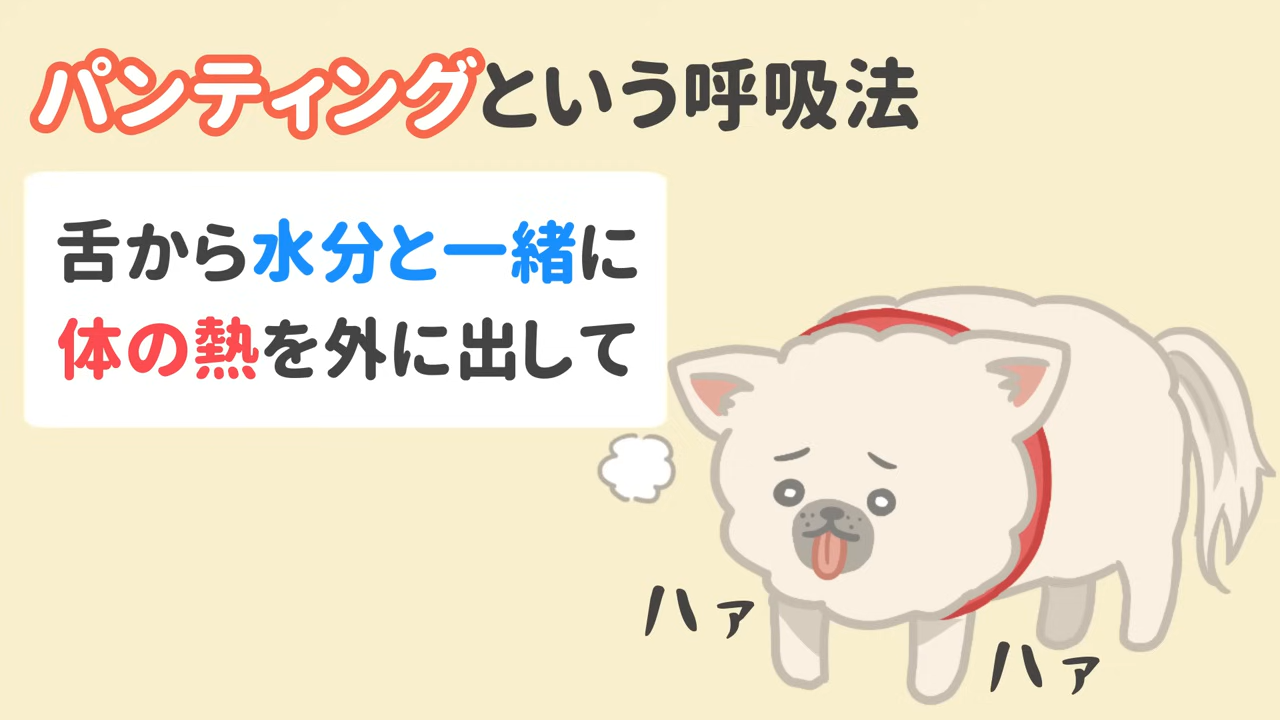 パンティングという呼吸法
舌から水分と一緒に
体の熱を外に出して
ハァ
ハァ